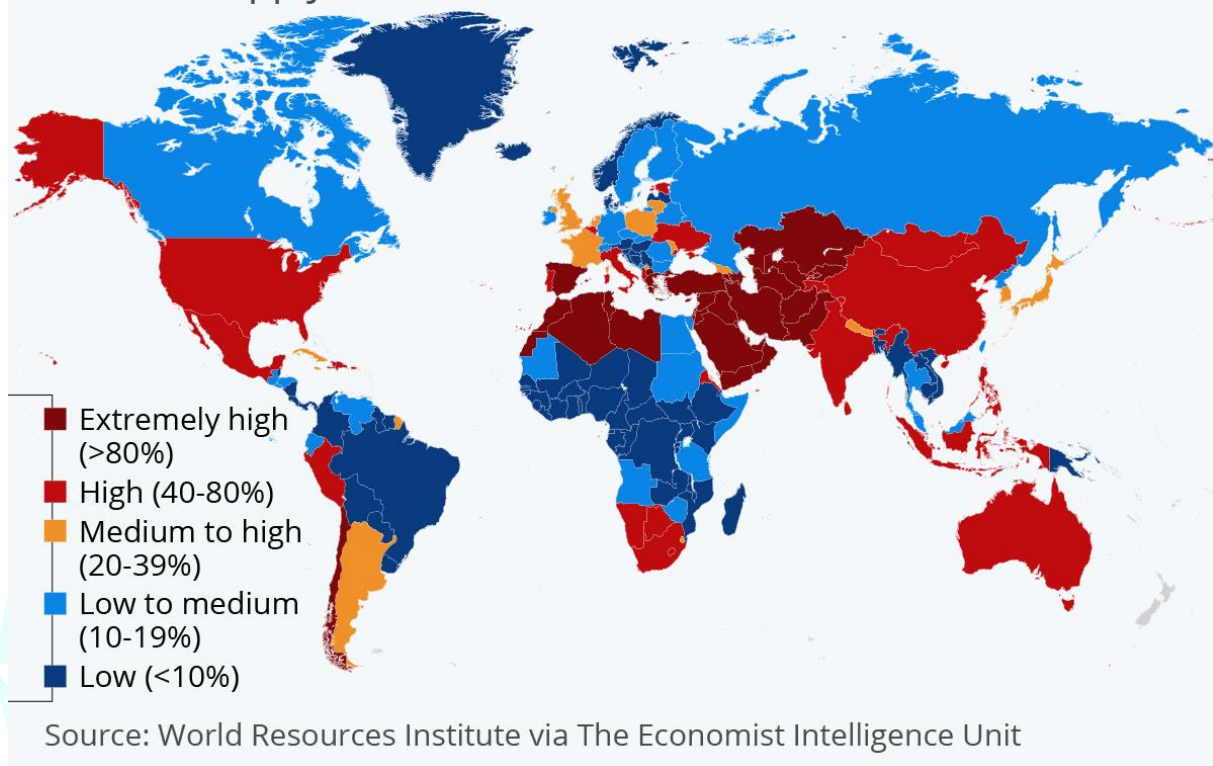 Extremely high
(>80%)
High (40-80%)
Medium to high
(20-39%)
Low to medium
(10-19%)
Low (<10%)
Source: World Resources Institute via The Economist Intelligence Unit